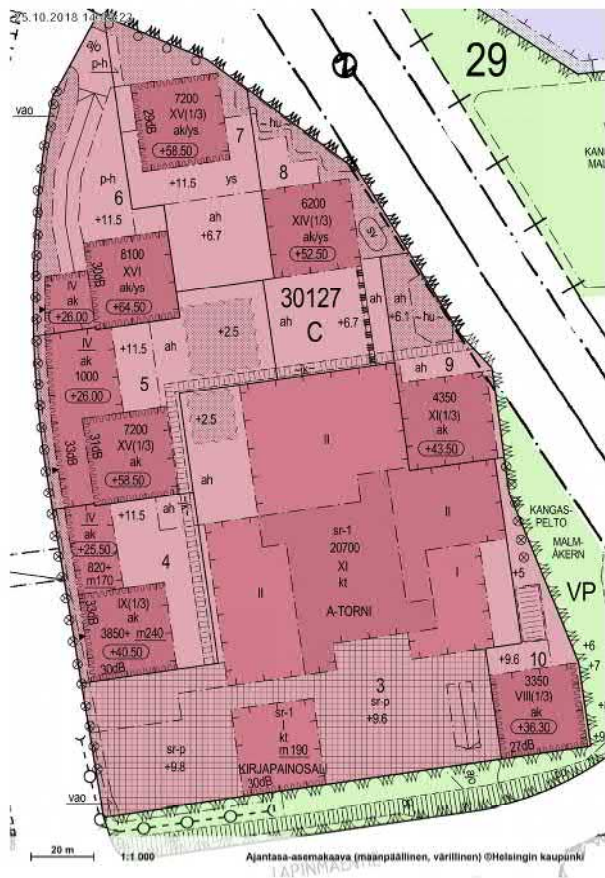 25.10.2018
29
p-h
vao
7200
XV(1/3)
ak/ys
+58.50
29dB
hu
7
8
p-h
6
+11.5
+11.5
ys
ah
+6.7
6200
XIV(1/3)
ak/ys
+52.50
sv
8100
XVI
ak/ys
+64.50
30dB
IV
ak
+26.00
30127
C
ah
+6.7
ah
ah
+6.1
hu
+2.5
+11.5
ah
IV
ak
1000
+26.00
5
ah
9
7200
XV(1/3)
ak
+58.50
31dB
33dB
+2.5
ah
II
4350
XI(1/3)
ak
+43.50
IV
ak
+25.50
820+
m170
+11.5
ah
4
sr-1
20700
XI
kt
A-TORNI
II
II
I
KANGAS-
PELTO
MALM-
ÅKERN
VP
+5
+6
+7
IX(1/3)
ak
3850+ m240
+40.50
33dB
30dB
3
sr-p
+9.6
+9.6
10
3350
VIII(1/3)
ak
+36.30
27dB
sr-1
I
kt
m190
KIRJAPAINOSALI
30dB
sr-p
+9.8
vao
20 m
1:1 000
Ajantasa-asemakaava (maanpäällinen, värillinen) ©Helsingin kaupunki